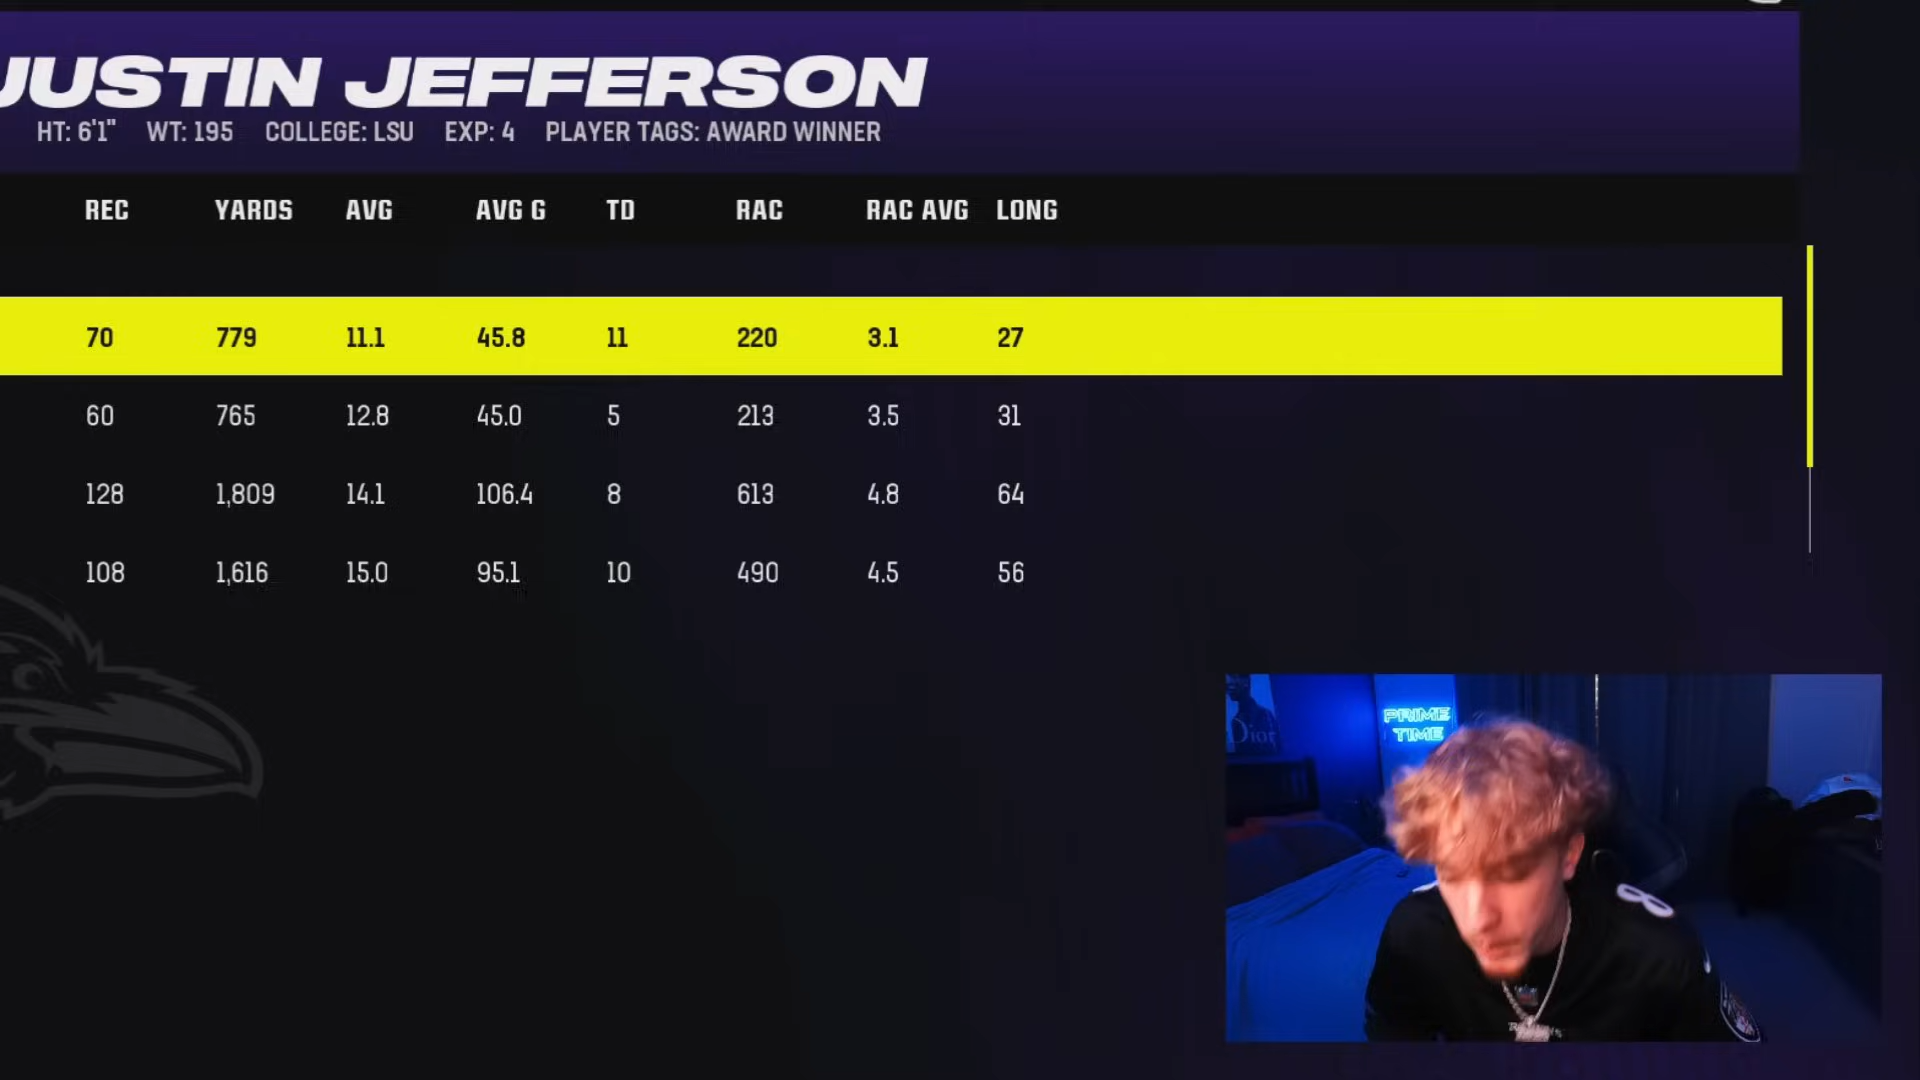 JUSTIN JEFFERSON
HT: 6'1" WT: 195 COLLEGE: LSU EXP: 4 PLAYER TAGS: AWARD WINNER
REC YARDS AVG AVG G TD RAC RAC AVG LONG
70 779 11.1 45.8 11 220 3.1 27
60 765 12.8 45.0 5 213 3.5 31
128 1,809 14.1 106.4 8 613 4.8 64
108 1,616 15.0 95.1 10 490 4.5 56
PRIME
TIME
Dior
8